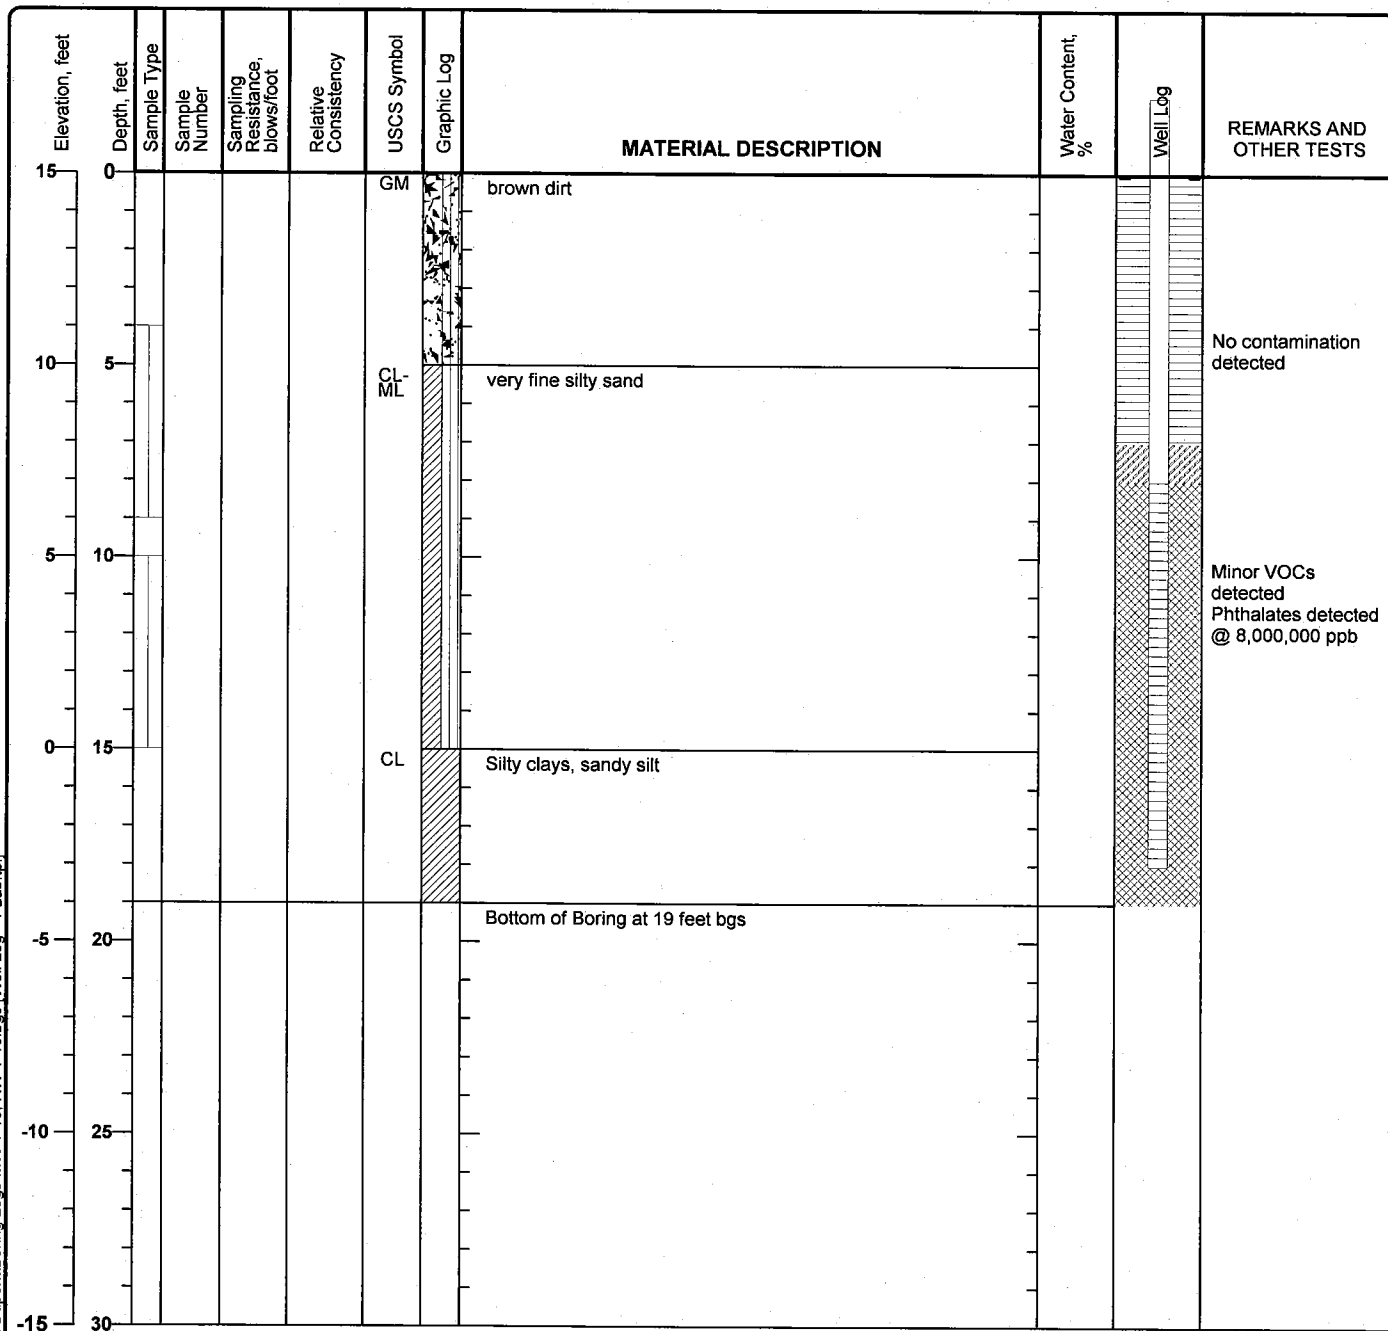 Elevation, feet
Depth, feet
Sample Type
Sample
Number
Sampling
Resistance,
blows/foot
Relative
Consistency
USCS Symbol
Graphic Log
MATERIAL DESCRIPTION
Water Content,
%
Well Log
REMARKS AND
OTHER TESTS
15 0
GM
brown dirt
No contamination
detected
10 5
CL-
ML
very fine silty sand
5 10
Minor VOCs
detected
Phthalates detected
@ 8,000,000 ppb
0 15
CL
Silty clays, sandy silt
Bottom of Boring at 19 feet bgs
-5 20
-10 25
-15 30